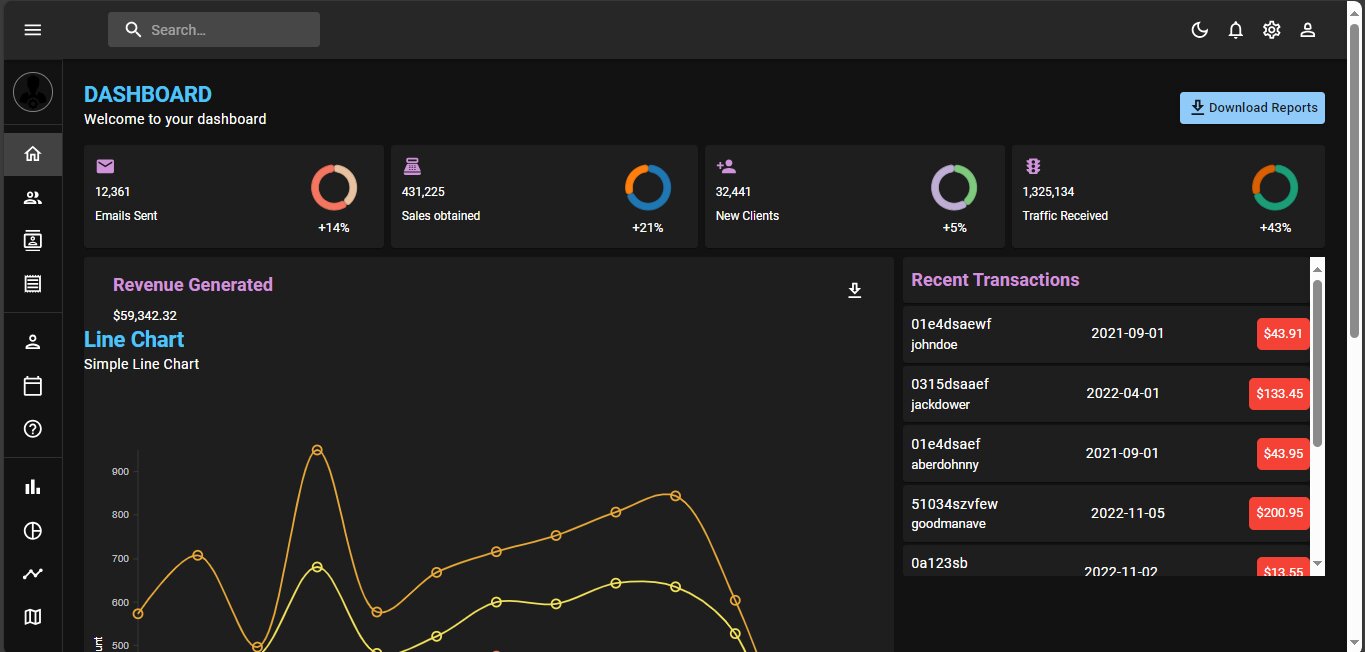 Search...
DASHBOARD
Welcome to your dashboard
Download Reports
12,361
Emails Sent
+14%
431,225
Sales obtained
+21%
32,441
New Clients
+5%
1,325,134
Traffic Received
+43%
Revenue Generated
$59,342.32
Line Chart
Simple Line Chart
900
800
700
600
500
Recent Transactions
01e4dsaewf
johndoe
2021-09-01
$43.91
0315dsaaef
jackdower
2022-04-01
$133.45
01e4dsaef
aberdohnny
2021-09-01
$43.95
51034szvfew
goodmanave
2022-11-05
$200.95
0a123sb
2022-11-02
$13.55